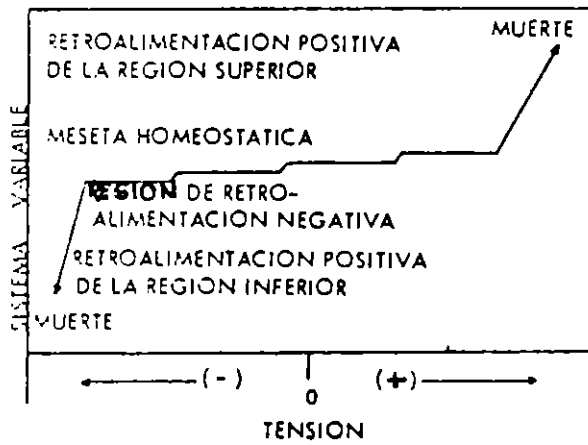 RETROALIMENTACION POSITIVA
DE LA REGION SUPERIOR
MUERTE
MESETA HOMEOSTATICA
REGION DE RETRO-
ALIMENTACION NEGATIVA
RETROALIMENTACION POSITIVA
DE LA REGION INFERIOR
MUERTE
SISTEMA VARIABLE
(-) 0 (+)
TENSION